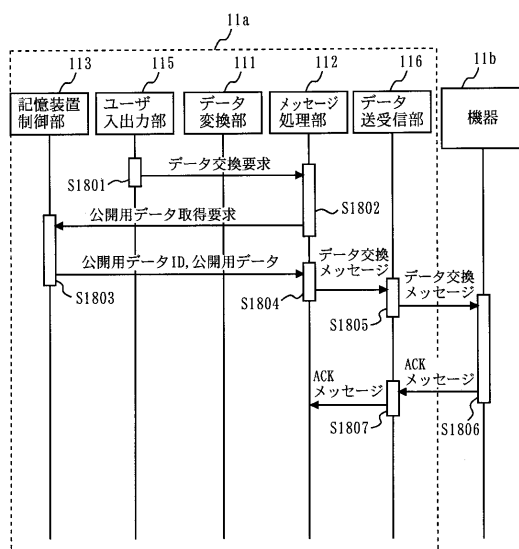 11a
113
115
111
112
116
11b
記憶装置
制御部
ユーザ
入出力部
データ
変換部
メッセージ
処理部
データ
送受信部
機器
データ交換要求
S1801
公開用データ取得要求
S1802
公開用データID,公開用データ
データ交換
メッセージ
データ交換
メッセージ
S1803
S1804
S1805
ACK
メッセージ
ACK
メッセージ
S1807
S1806